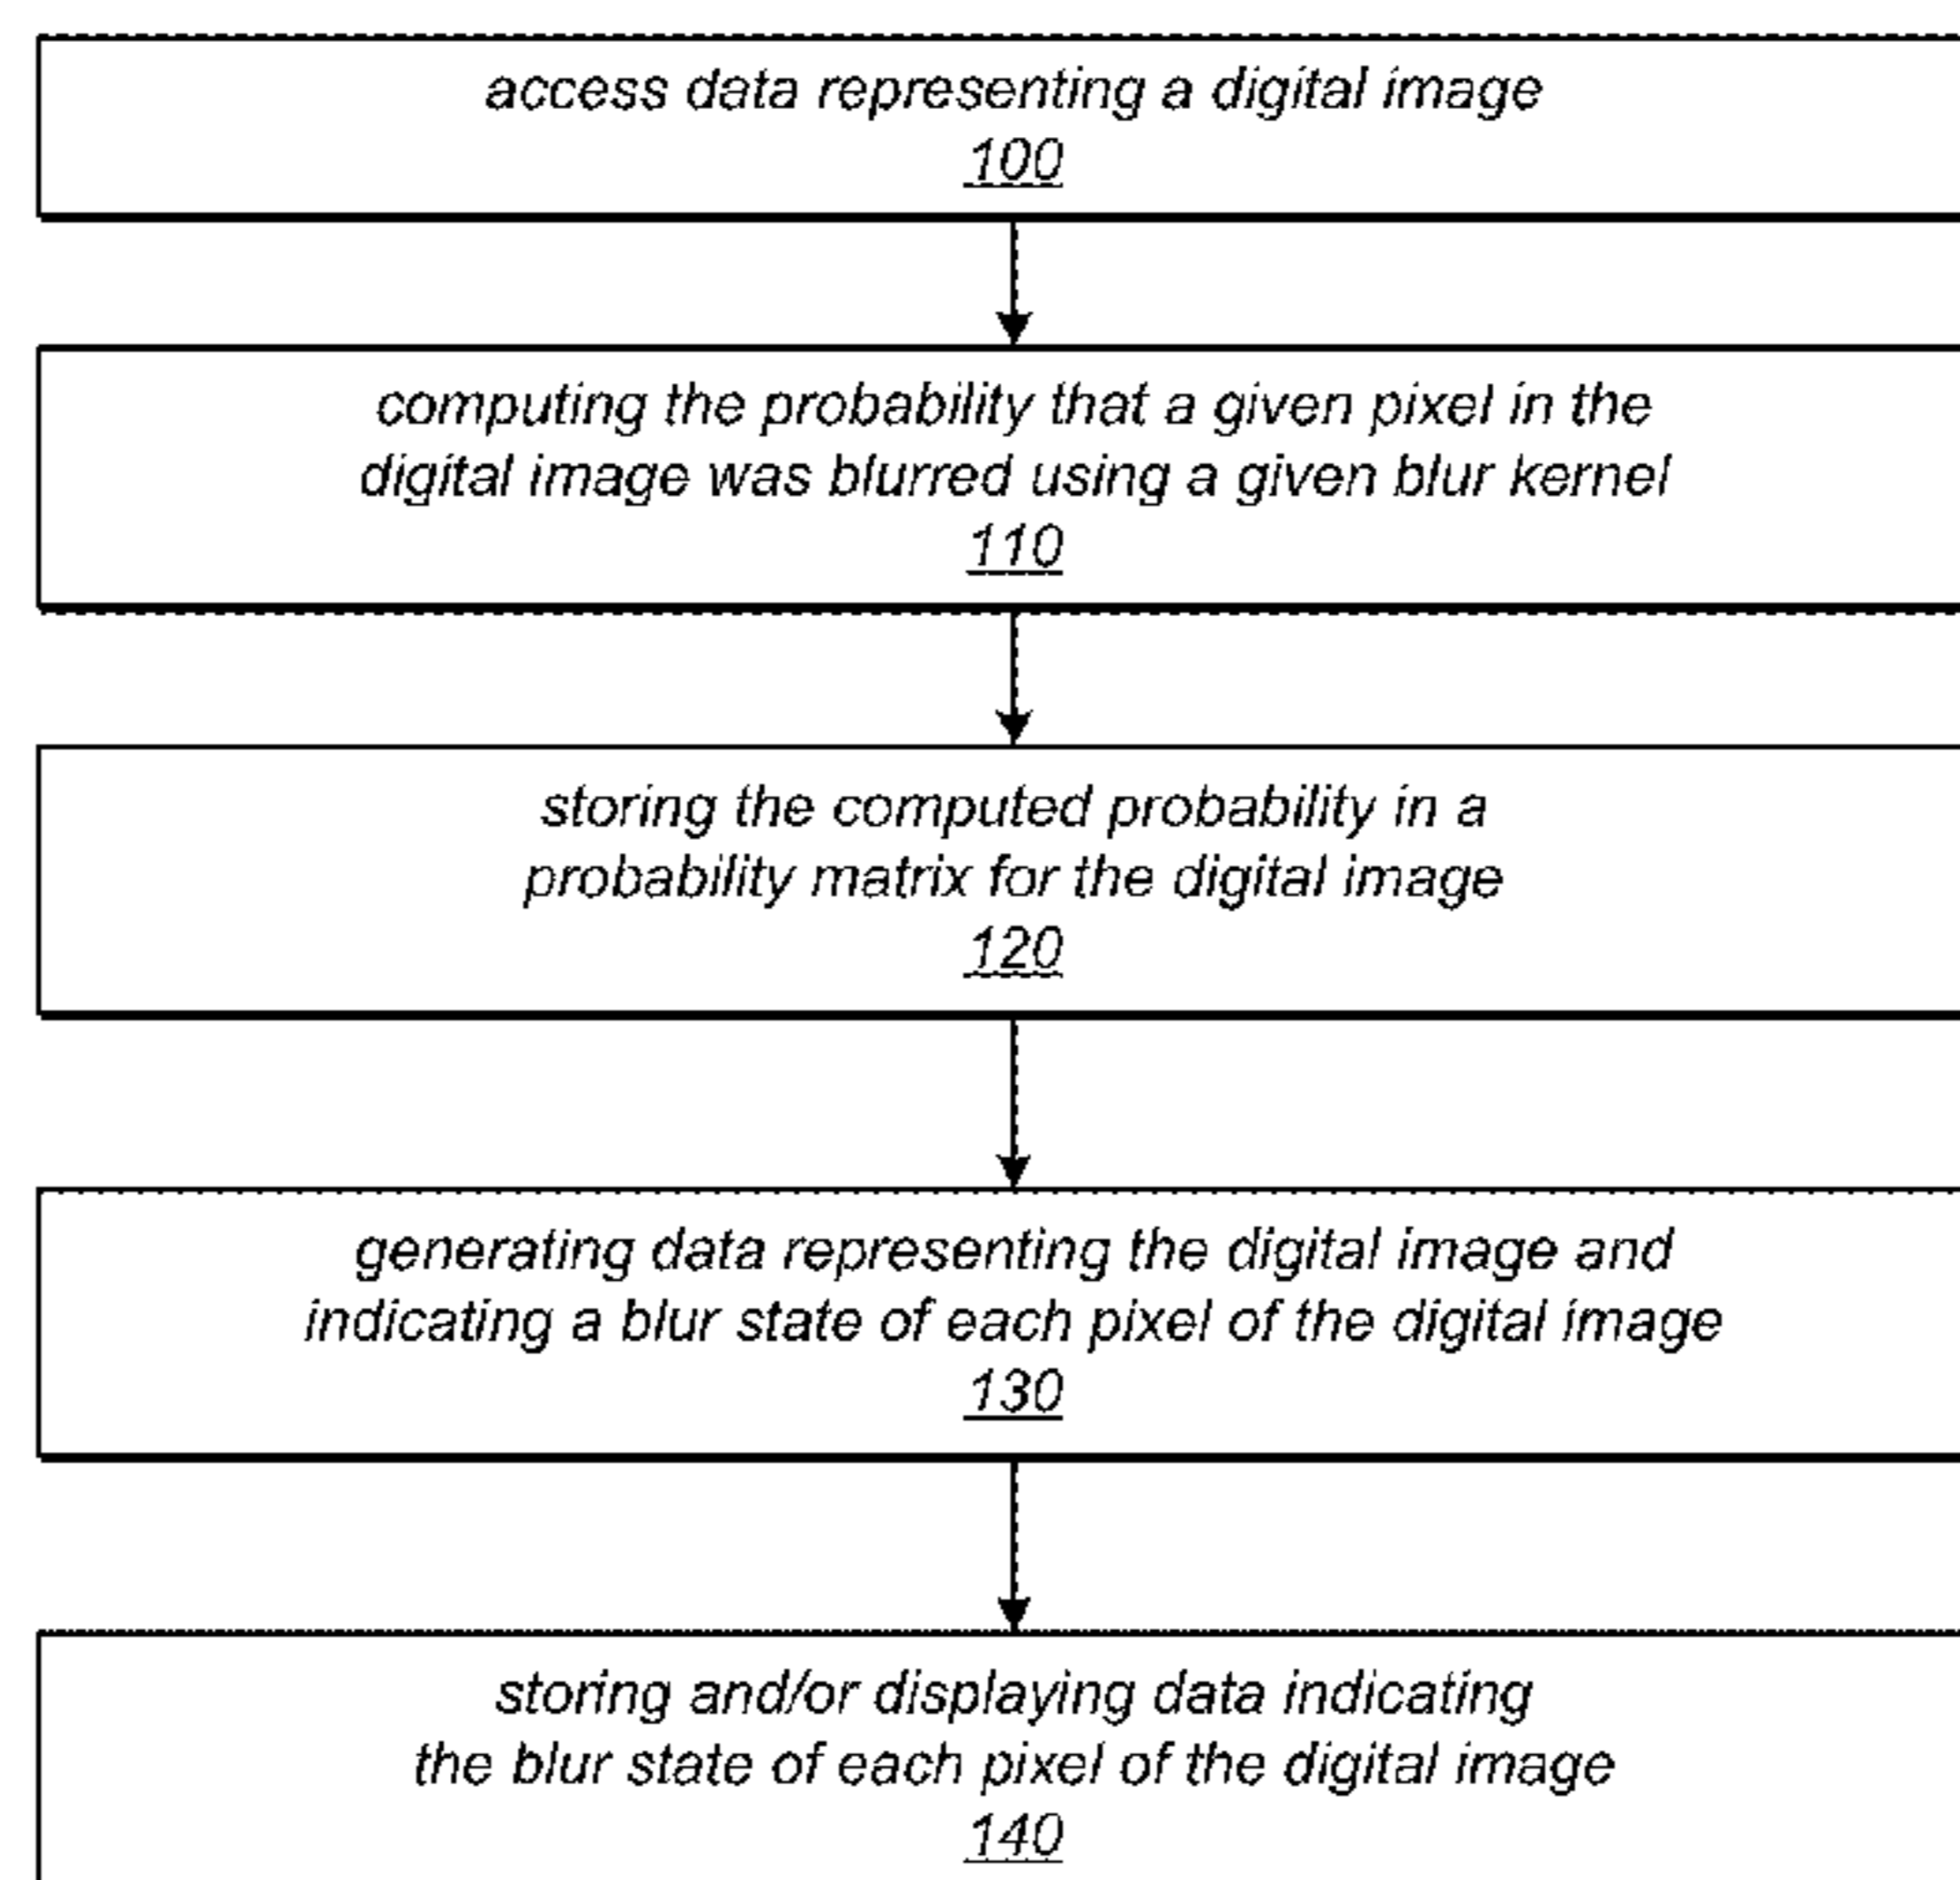 access data representing a digital image
100
computing the probability that a given pixel in the
digital image was blurred using a given blur kernel
110
storing the computed probability in a
probability matrix for the digital image
120
generating data representing the digital image and
indicating a blur state of each pixel of the digital image
130
storing and/or displaying data indicating
the blur state of each pixel of the digital image
140